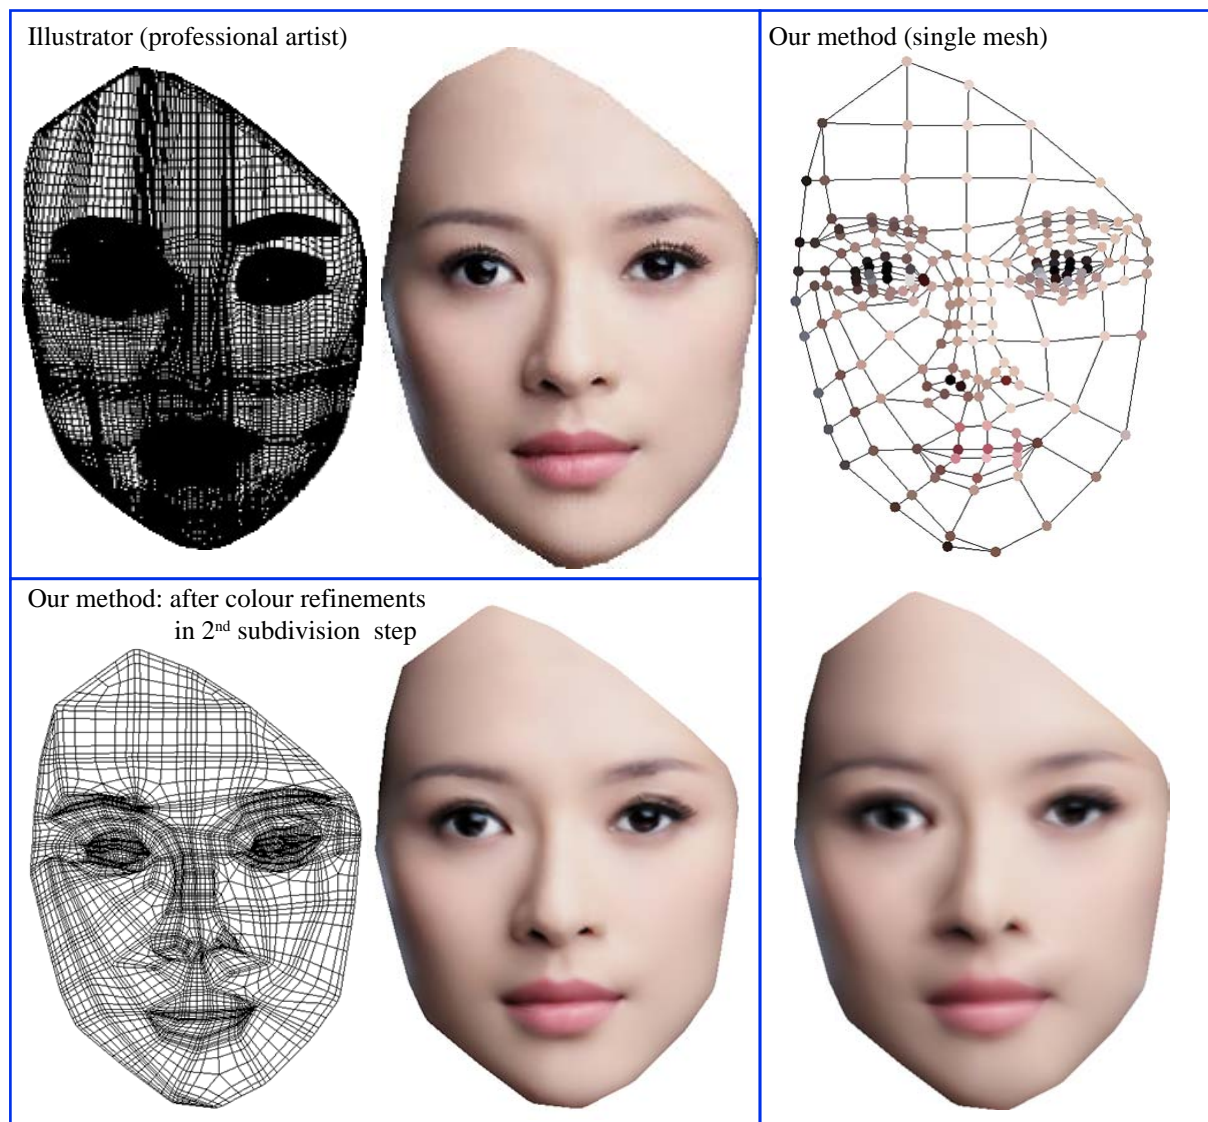 Illustrator (professional artist)
Our method (single mesh)
Our method: after colour refinements
in 2nd subdivision step